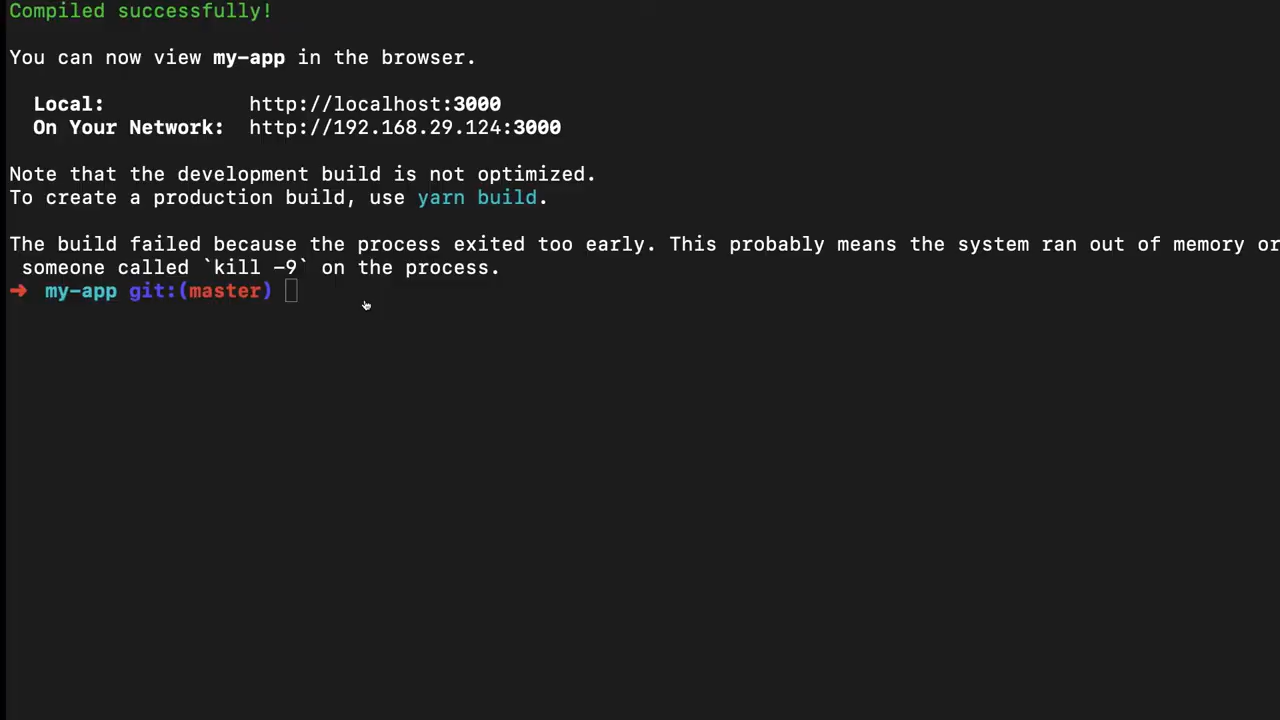 Compiled successfully!
You can now view my-app in the browser.
Local: http://localhost:3000
On Your Network: http://192.168.29.124:3000
Note that the development build is not optimized.
To create a production build, use yarn build.
The build failed because the process exited too early. This probably means the system ran out of memory or
someone called `kill -9` on the process.
➜ my-app git:(master)